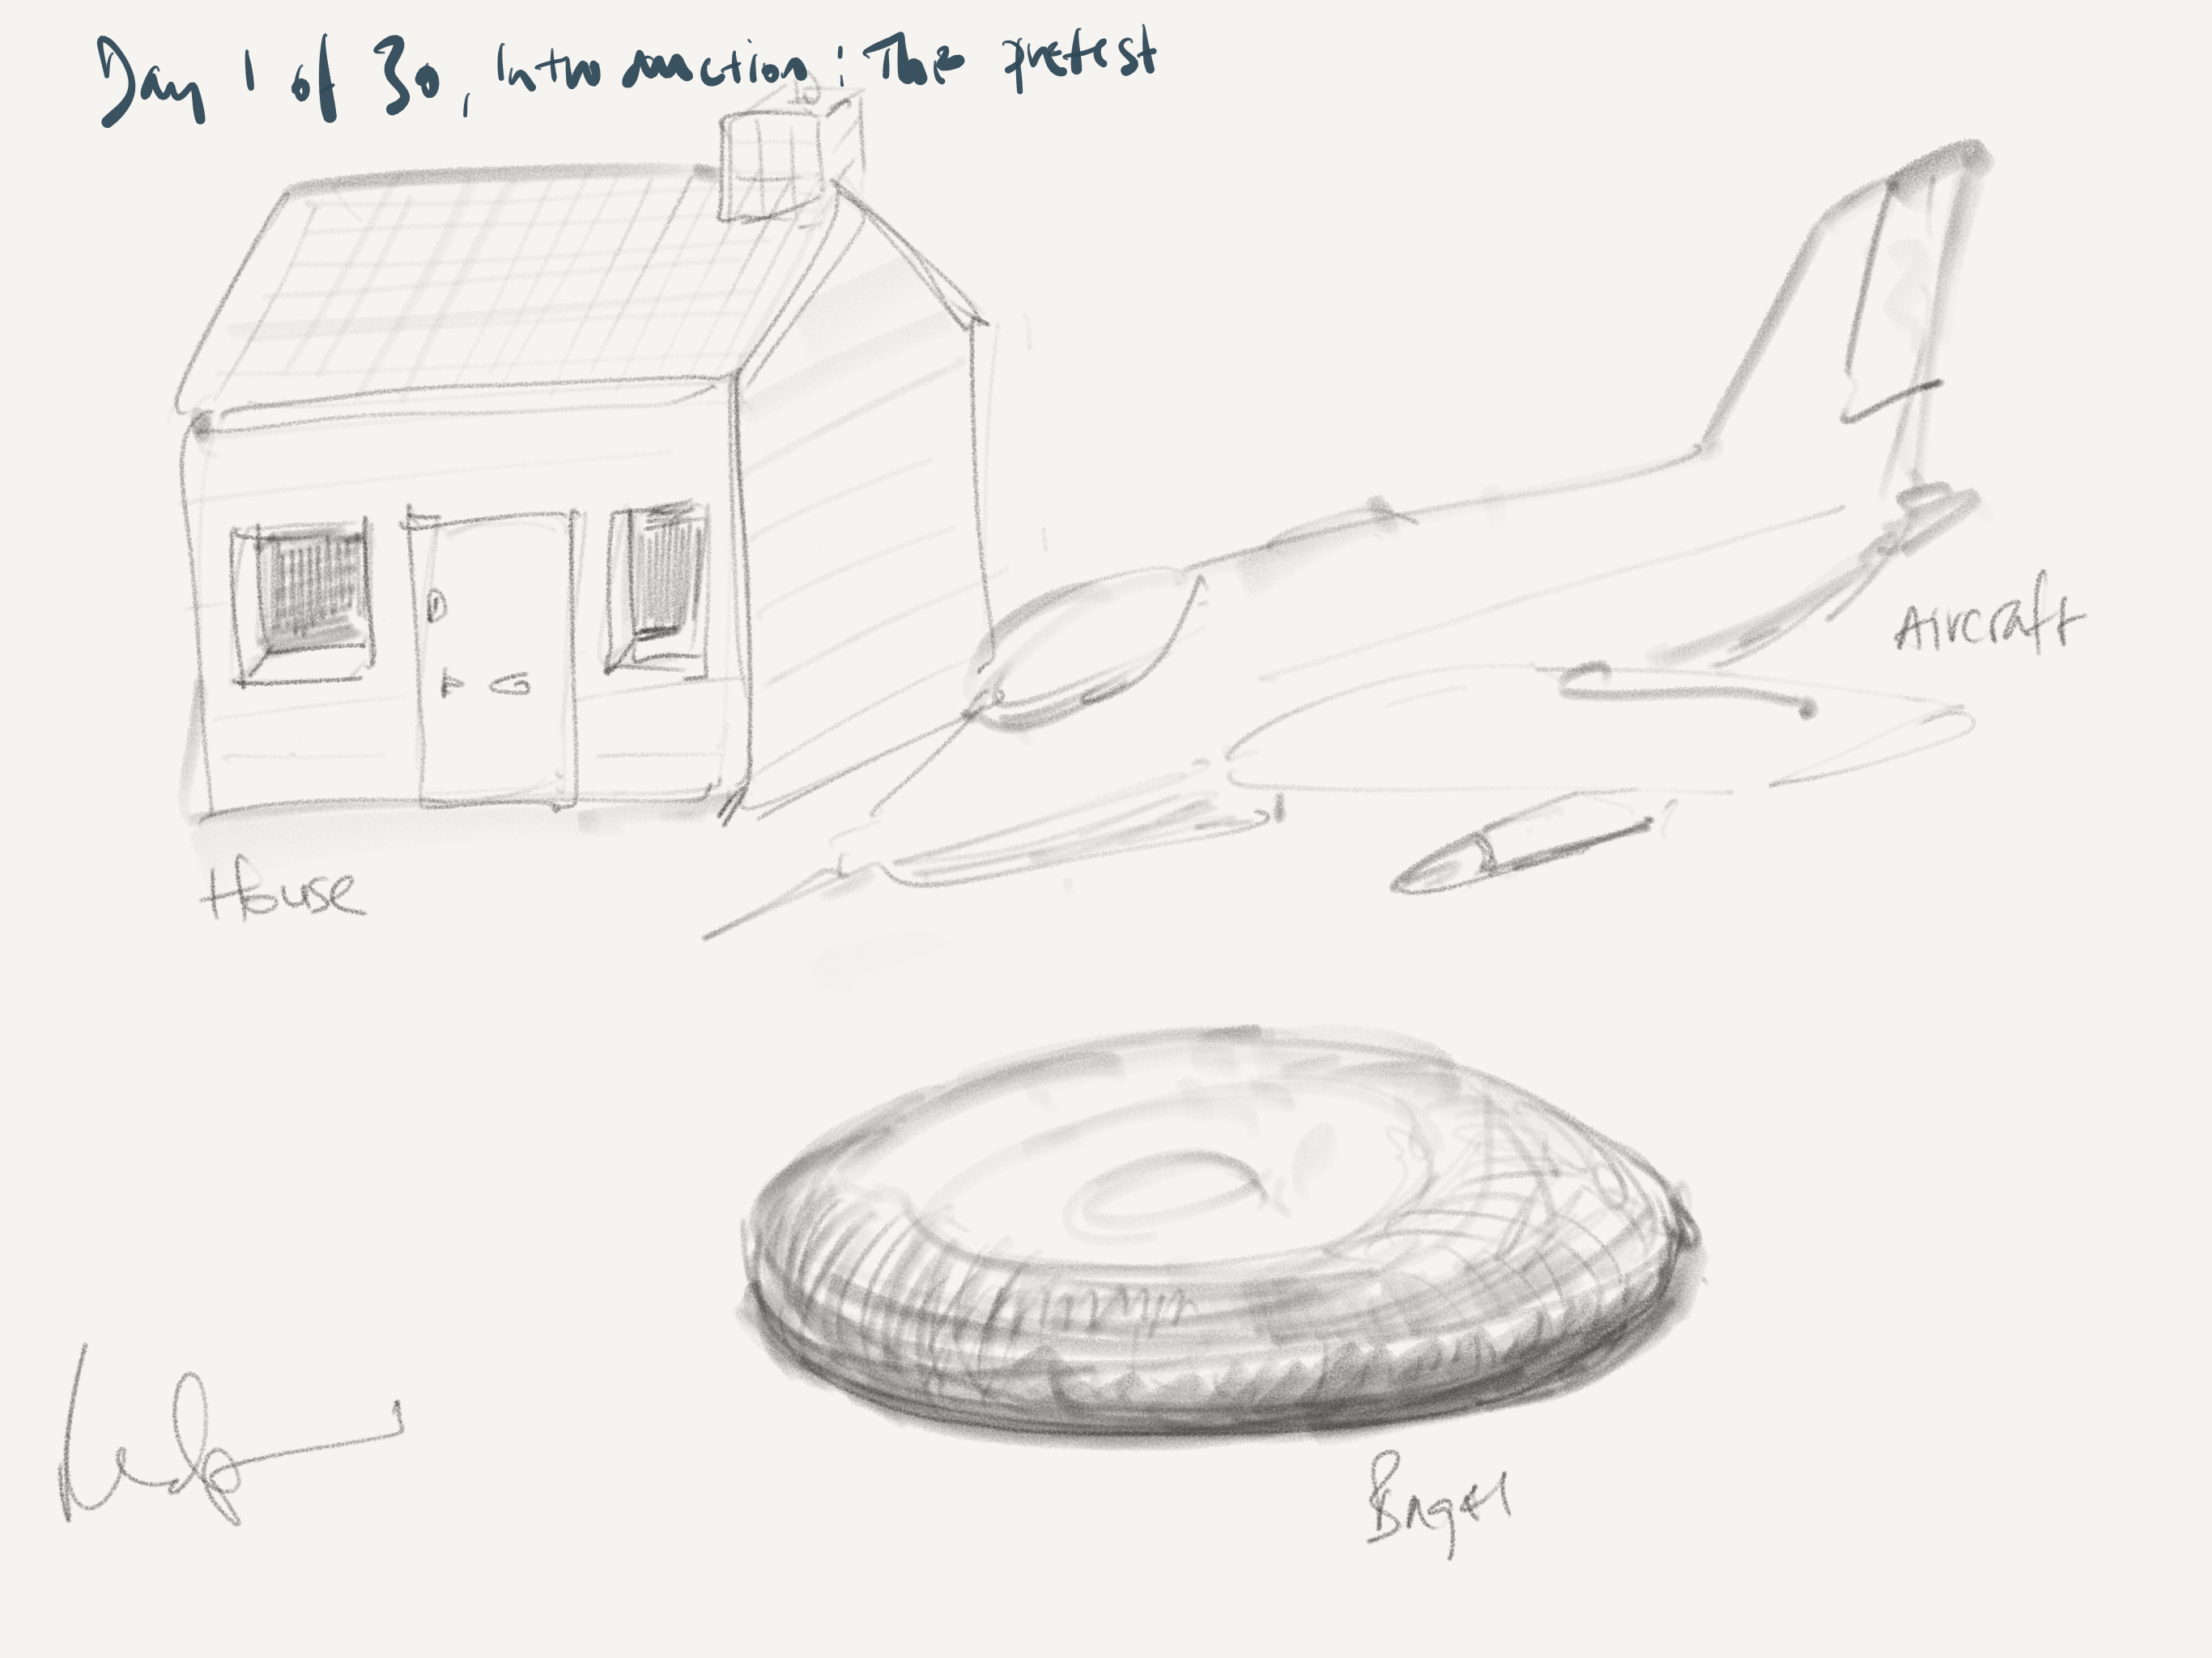 Day 1 of 30, Introduction: The pretest
Aircraft
House
Bagel